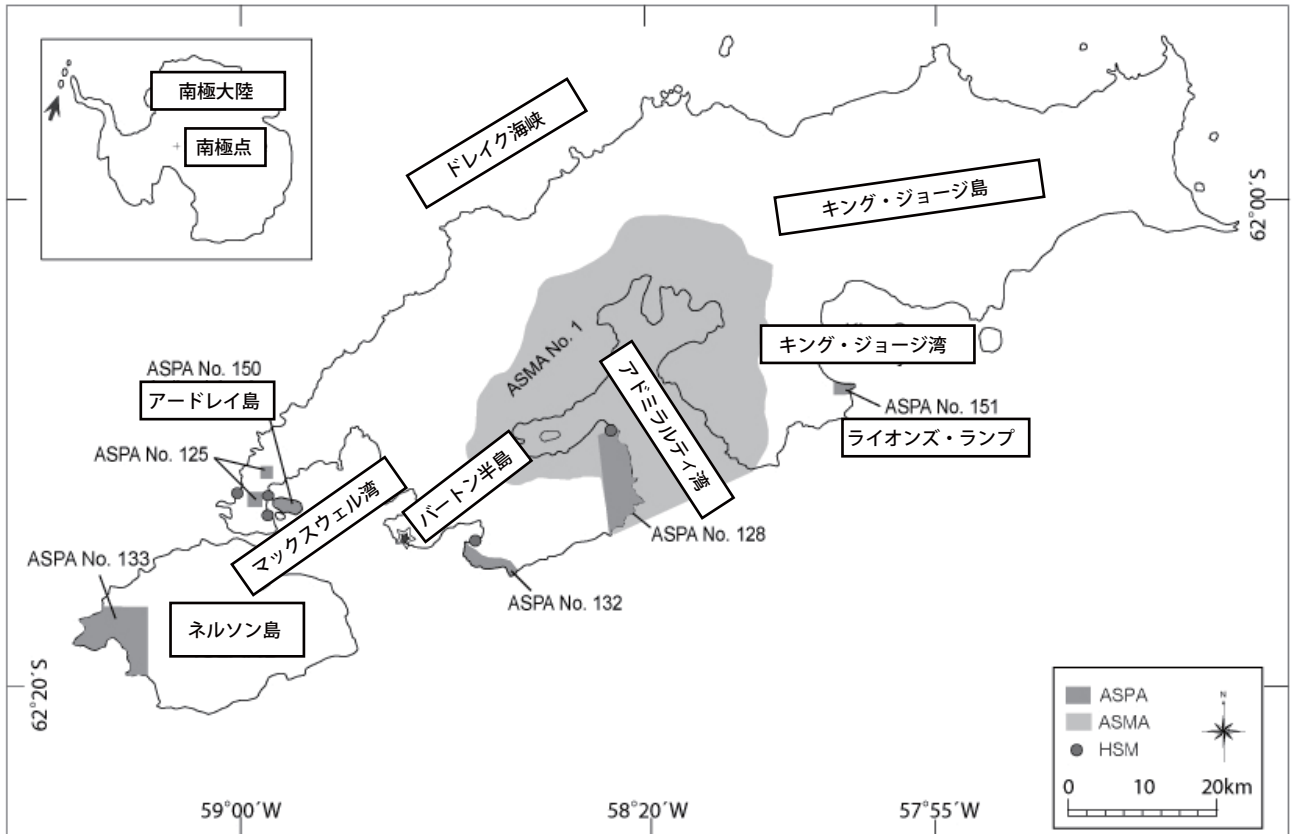 南極大陸
南極点
ドレイク海峡
キング・ジョージ島
62°00´S
キング・ジョージ湾
ASMA No. 1
アドミラルティ湾
ASPA No. 150
アードレイ島
ASPA No. 151
ライオンズ・ランプ
ASPA No. 125
マックスウェル湾
バートン半島
ASPA No. 128
ASPA No. 133
ASPA No. 132
ネルソン島
62°20´S
ASPA
ASMA
HSM
N
0 10 20km
59°00´W 58°20´W 57°55´W